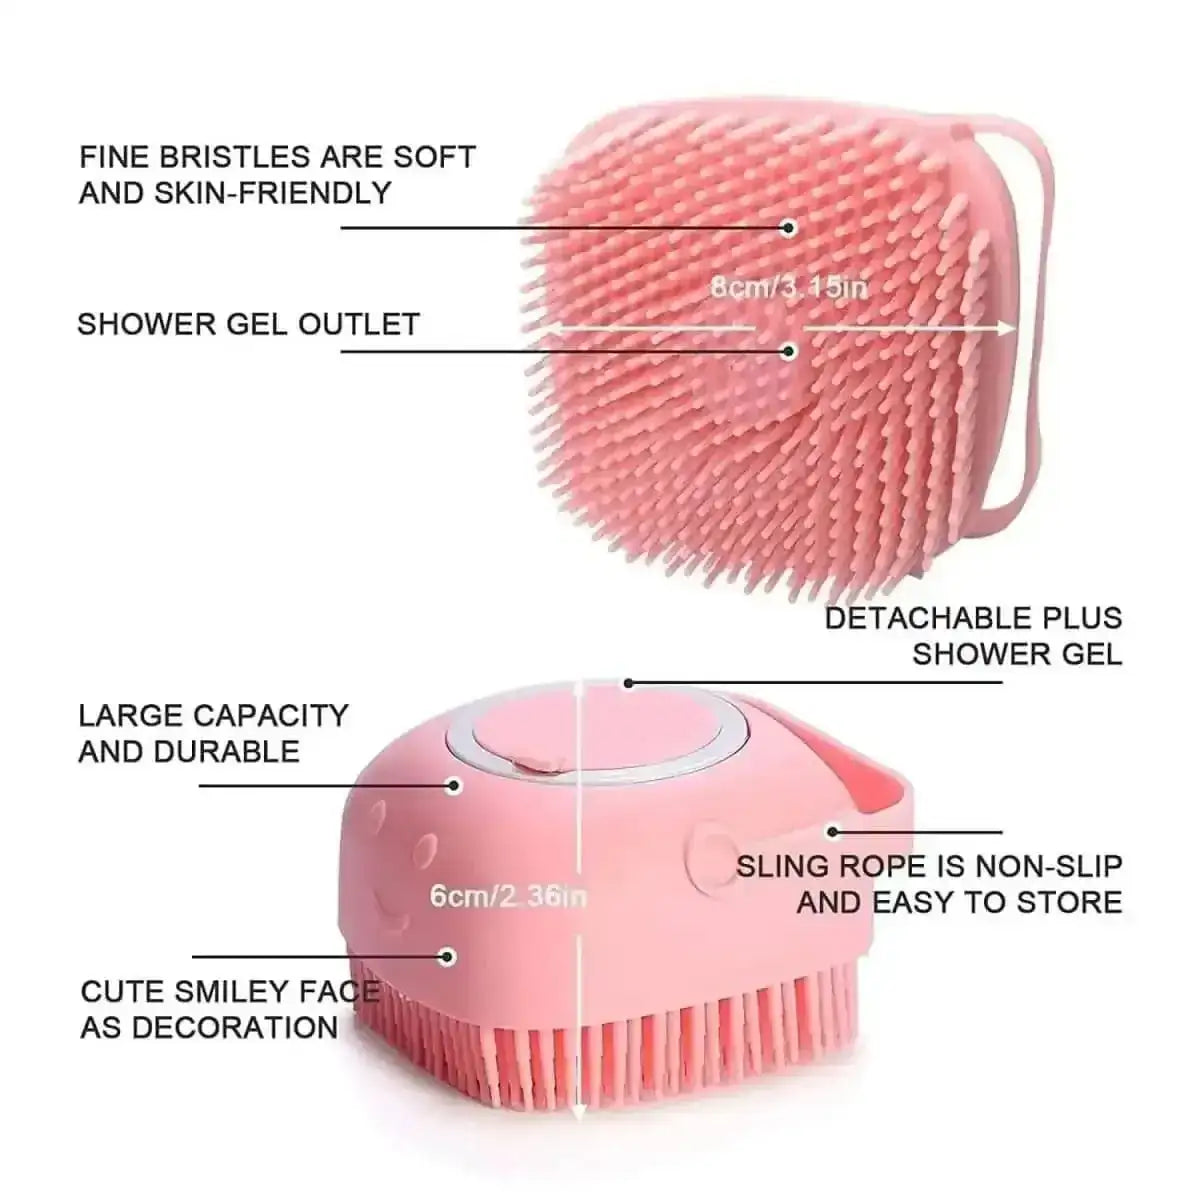 FINE BRISTLES ARE SOFT
AND SKIN-FRIENDLY
8cm/3.15in
SHOWER GEL OUTLET
DETACHABLE PLUS
SHOWER GEL
LARGE CAPACITY
AND DURABLE
SLING ROPE IS NON-SLIP
AND EASY TO STORE
6cm/2.36in
CUTE SMILEY FACE
AS DECORATION